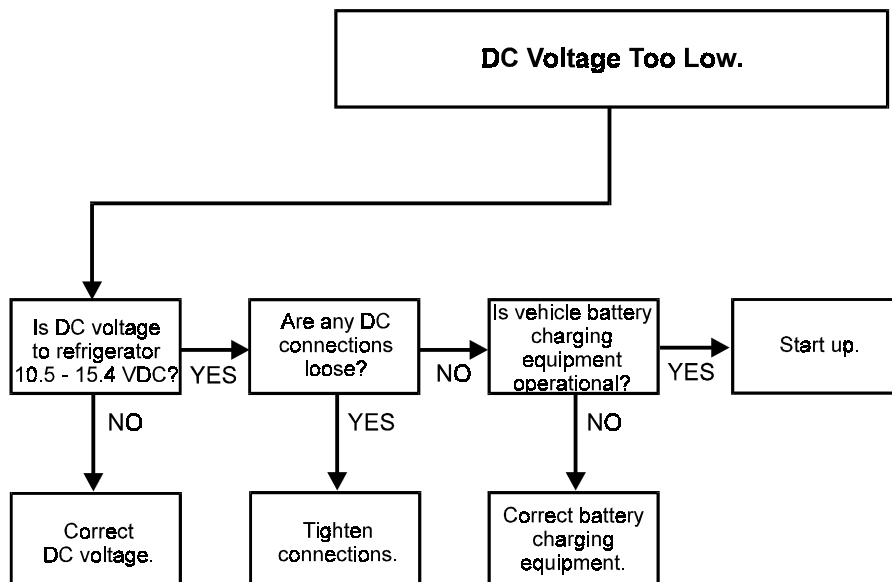 DC Voltage Too Low.
Is DC voltage
to refrigerator
10.5 - 15.4 VDC?
YES
Are any DC
connections
loose?
NO
Is vehicle battery
charging
equipment
operational?
YES
Start up.
NO
YES
NO
Correct
DC voltage.
Tighten
connections.
Correct battery
charging
equipment.